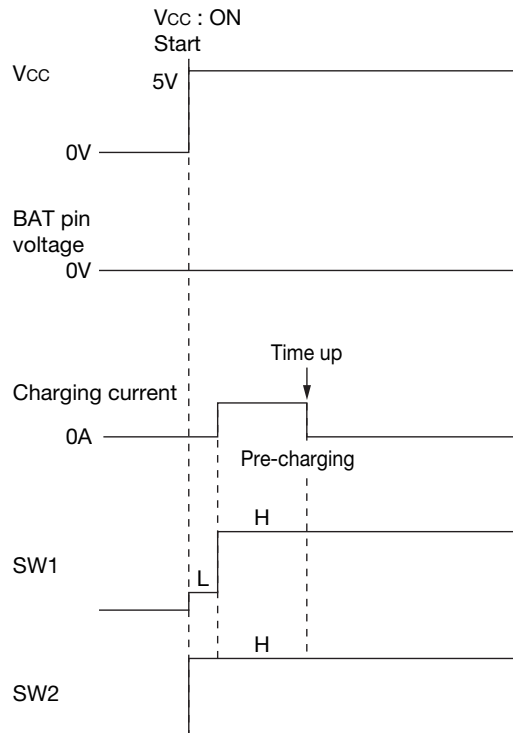 VCC : ON
Start
VCC
5V
0V
BAT pin
voltage
0V
Time up
Charging current
0A
Pre-charging
H
SW1
L
H
SW2